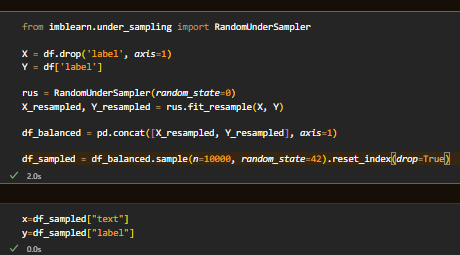 from imblearn.under_sampling import RandomUnderSampler
X = df.drop('label', axis=1)
Y = df['label']
rus = RandomUnderSampler(random_state=0)
X_resampled, Y_resampled = rus.fit_resample(X, Y)
df_balanced = pd.concat([X_resampled, Y_resampled], axis=1)
df_sampled = df_balanced.sample(n=10000, random_state=42).reset_index(drop=True)
2.0s
x=df_sampled["text"]
y=df_sampled["label"]
0.0s